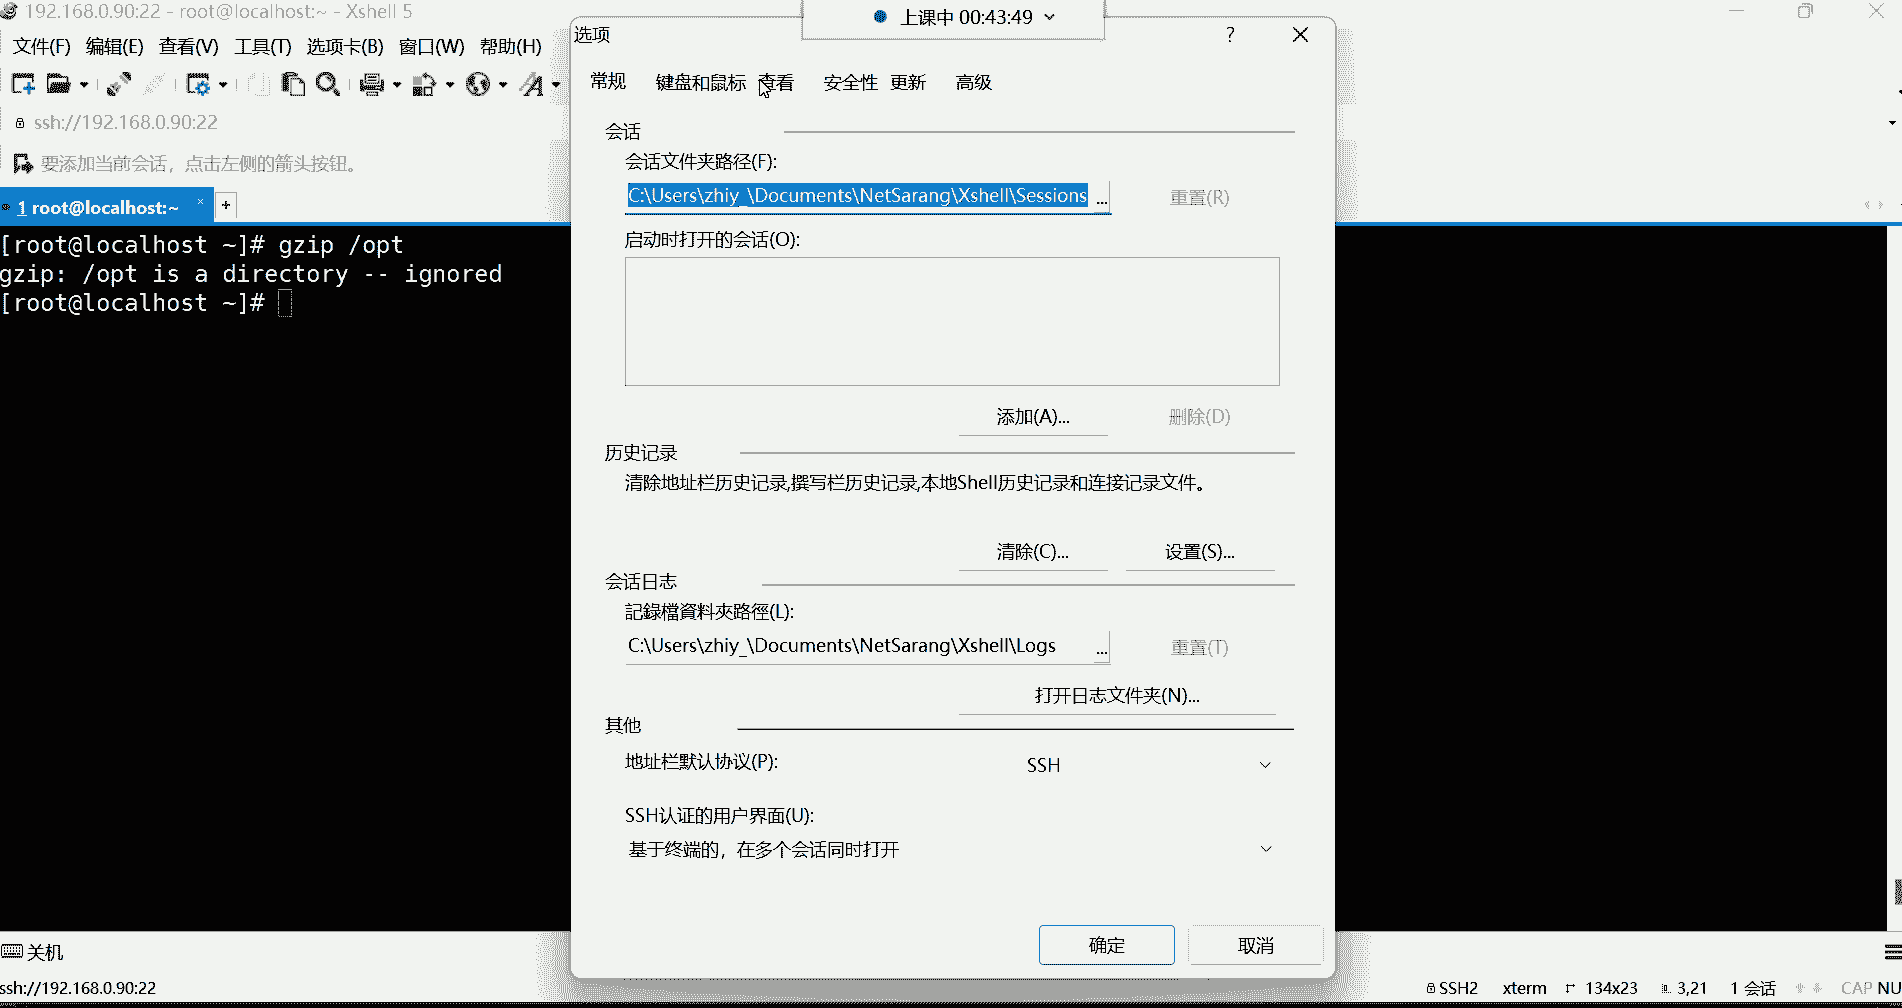 192.168.0.90:22 - root@localhost:~ - Xshell 5
上课中 00:43:49
文件(F) 编辑(E) 查看(V) 工具(T) 选项卡(B) 窗口(W) 帮助(H)
ssh://192.168.0.90:22
要添加当前会话，点击左侧的箭头按钮。
1 root@localhost:~ × +
[root@localhost ~]# gzip /opt
gzip: /opt is a directory -- ignored
[root@localhost ~]#
选项 ?
常规 键盘和鼠标 查看 安全性 更新 高级
会话
会话文件夹路径(F):
C:\Users\zhiy_\Documents\NetSarang\Xshell\Sessions ... 重置(R)
启动时打开的会话(O):
添加(A)... 删除(D)
历史记录
清除地址栏历史记录,撰写栏历史记录,本地Shell历史记录和连接记录文件。
清除(C)... 设置(S)...
会话日志
記錄檔資料夾路徑(L):
C:\Users\zhiy_\Documents\NetSarang\Xshell\Logs ... 重置(T)
打开日志文件夹(N)...
其他
地址栏默认协议(P): SSH
SSH认证的用户界面(U):
基于终端的，在多个会话同时打开
确定 取消
关机
ssh://192.168.0.90:22 SSH2 xterm 134x23 3,21 1 会话 CAP NU